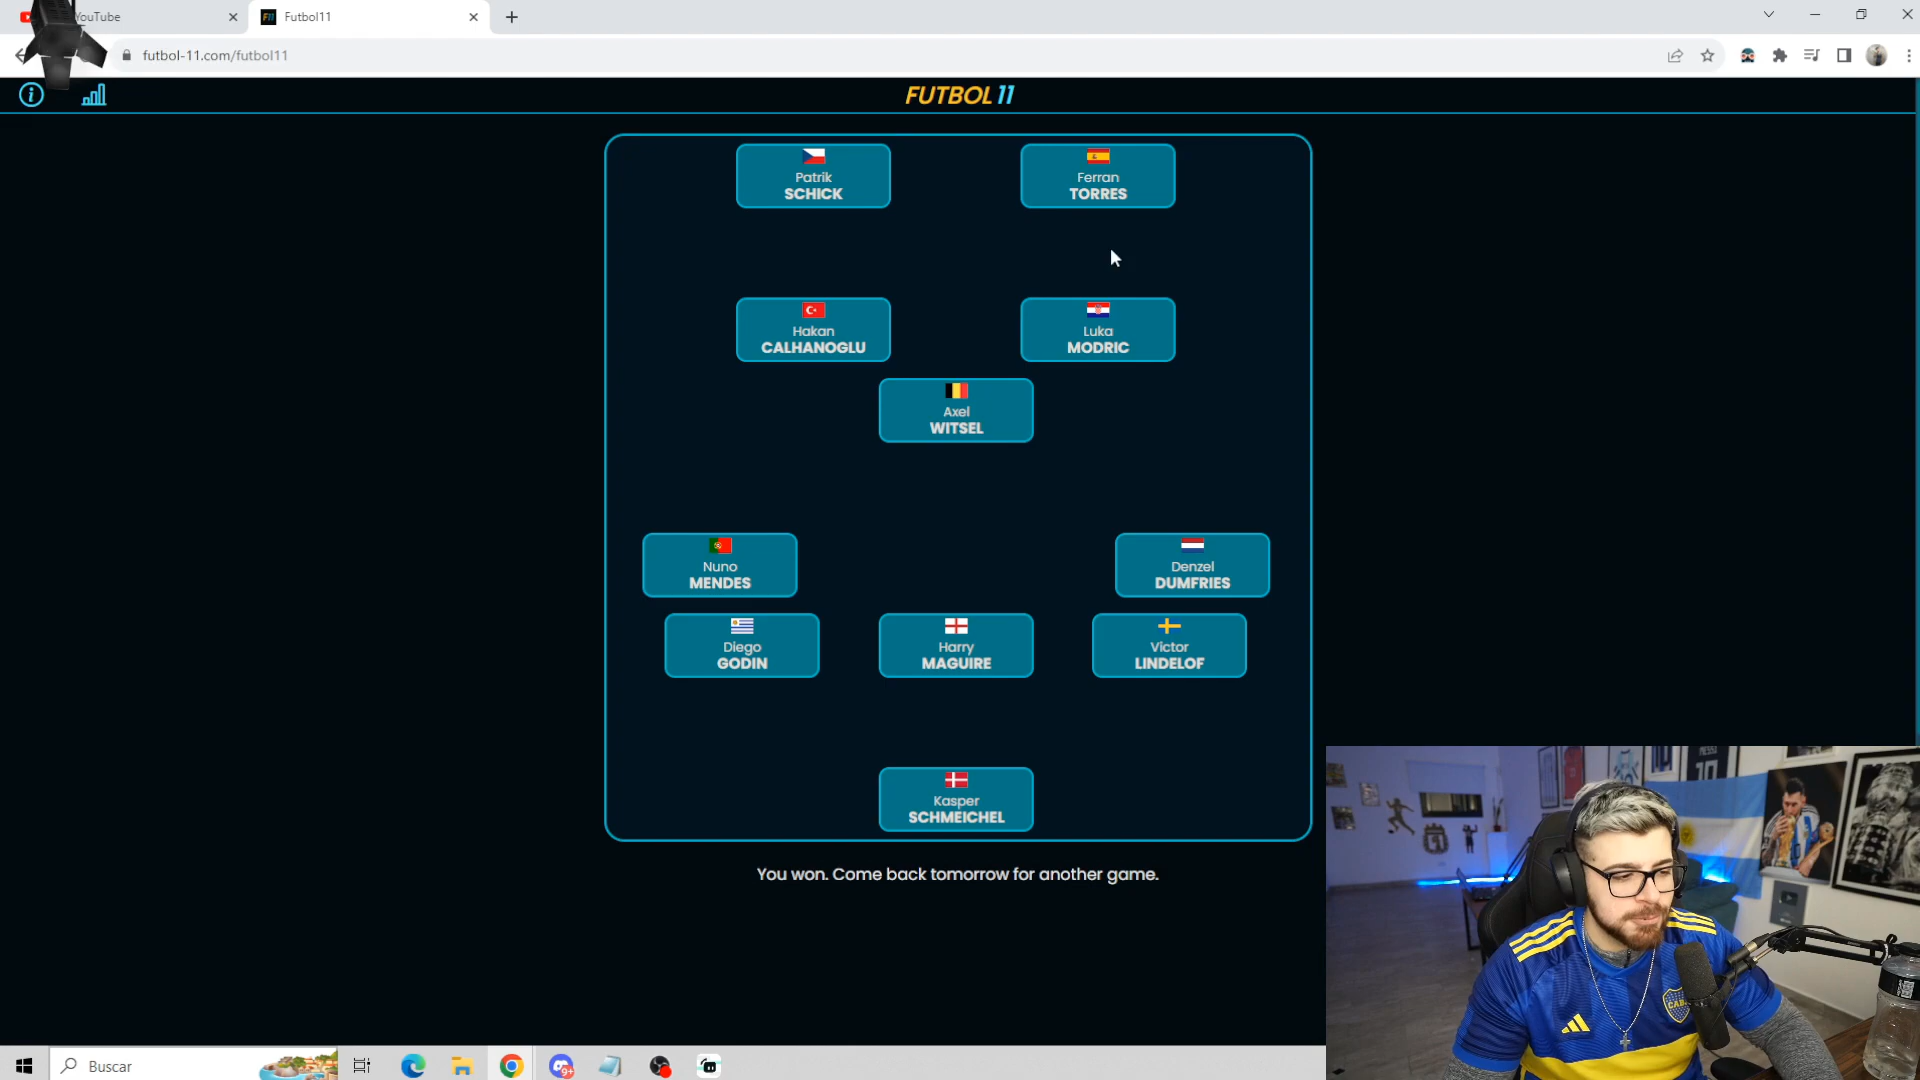 YouTube
Futbol11
futbol-11.com/futbol11
FUTBOL 11
Patrik
SCHICK
Ferran
TORRES
Hakan
CALHANOGLU
Luka
MODRIC
Axel
WITSEL
Nuno
MENDES
Denzel
DUMFRIES
Diego
GODIN
Harry
MAGUIRE
Victor
LINDELOF
Kasper
SCHMEICHEL
You won. Come back tomorrow for another game.
Buscar
9+
10